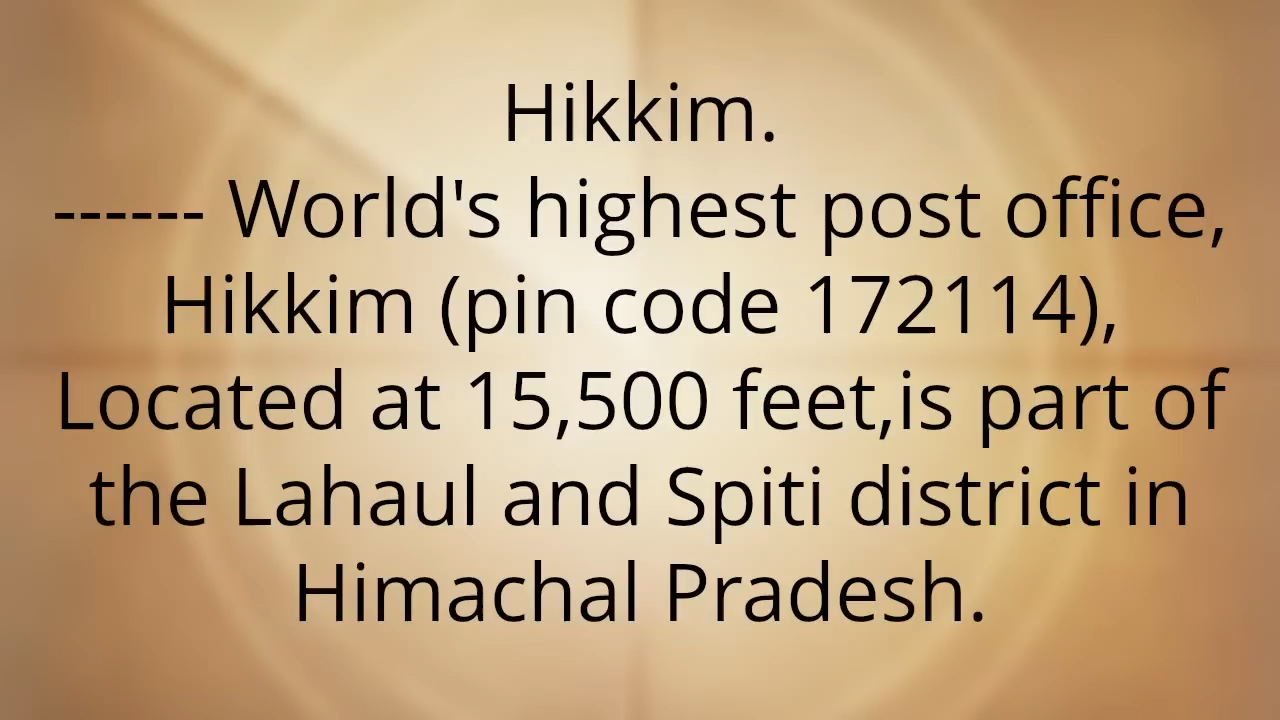 Hikkim.
------ World's highest post office,
Hikkim (pin code 172114),
Located at 15,500 feet,is part of
the Lahaul and Spiti district in
Himachal Pradesh.